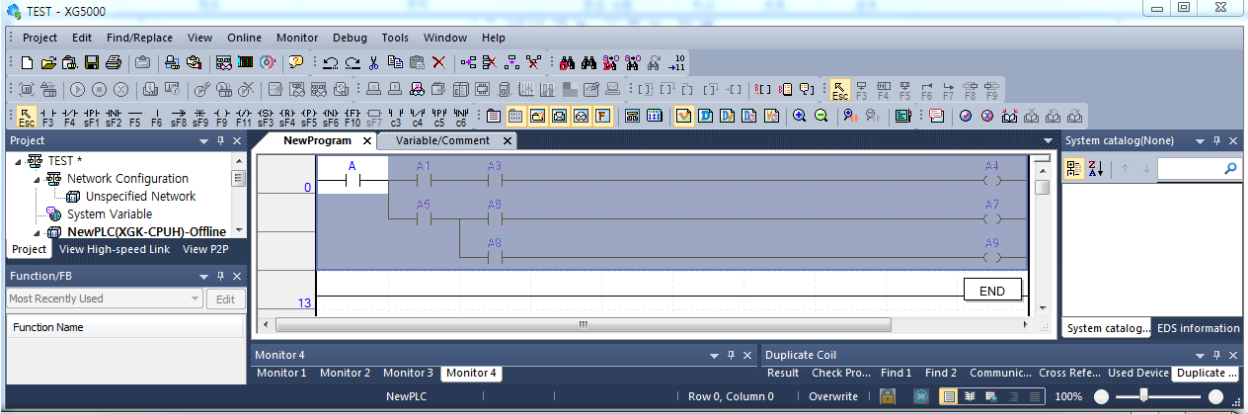 TEST - XG5000
Project Edit Find/Replace View Online Monitor Debug Tools Window Help
Esc F3 F4 F5 F6 F7 F8 F9
Esc F3 F4 sF1 sF2 F5 F6 sF8 sF9 F9 F11 sF3 sF4 sF5 sF6 F10 sF7 c3 c4 c5 c6
Project
NewProgram X Variable/Comment X
System catalog(None)
TEST *
Network Configuration
Unspecified Network
System Variable
NewPLC(XGK-CPUH)-Offline
Project View High-speed Link View P2P
A A1 A3 A4
0
A5 A6 A7
A8 A9
END
13
Function/FB
Most Recently Used Edit
Function Name
System catalog... EDS information
Monitor 4
Monitor 1 Monitor 2 Monitor 3 Monitor 4
Duplicate Coil
Result Check Pro... Find 1 Find 2 Communic... Cross Refe... Used Device Duplicate ...
NewPLC Row 0, Column 0 Overwrite 100%